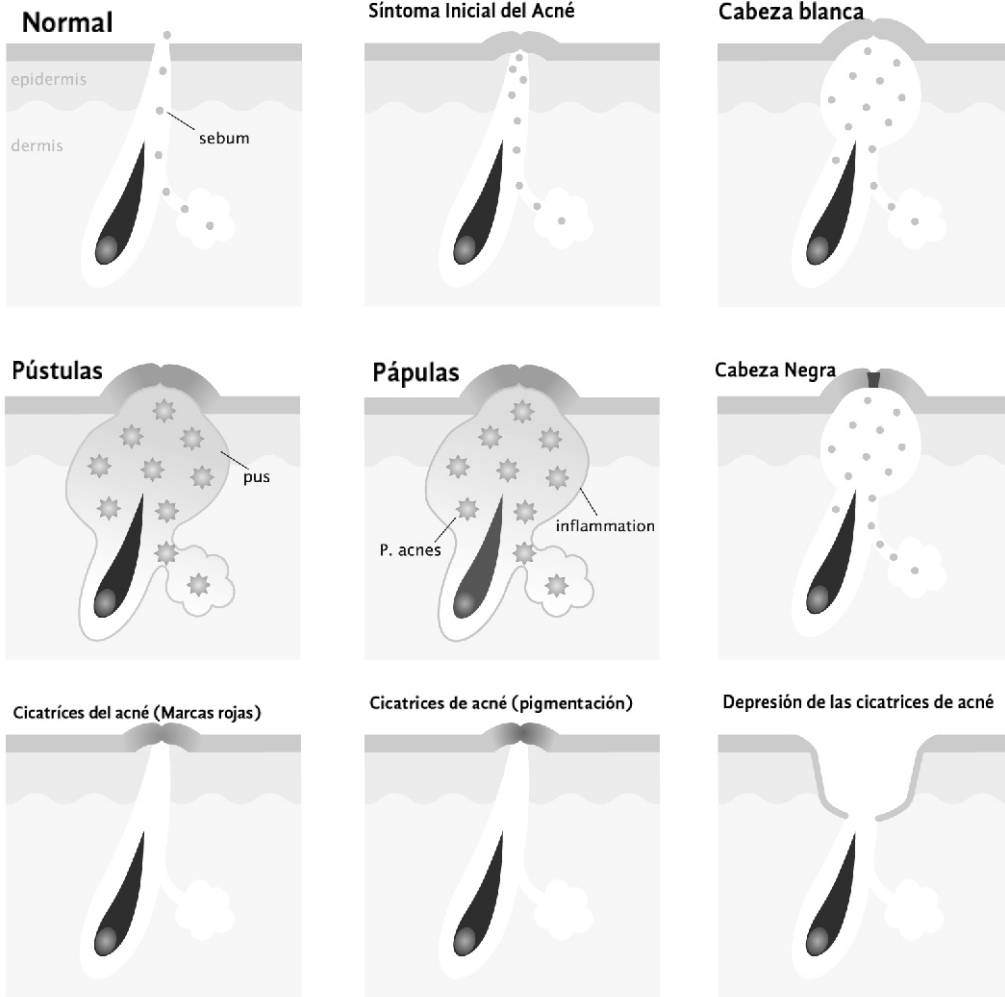 Normal
epidermis
dermis
sebum
Síntoma Inicial del Acné
Cabeza blanca
Pústulas
pus
Pápulas
P. acnes
inflammation
Cabeza Negra
Cicatríces del acné (Marcas rojas)
Cicatrices de acné (pigmentación)
Depresión de las cicatrices de acné